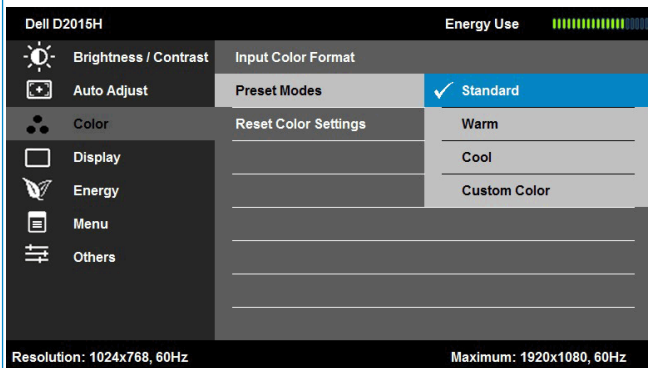 Dell D2015H Energy Use
Brightness / Contrast Input Color Format
Auto Adjust Preset Modes Standard
Color Reset Color Settings Warm
Display Cool
Energy Custom Color
Menu
Others
Resolution: 1024x768, 60Hz Maximum: 1920x1080, 60Hz